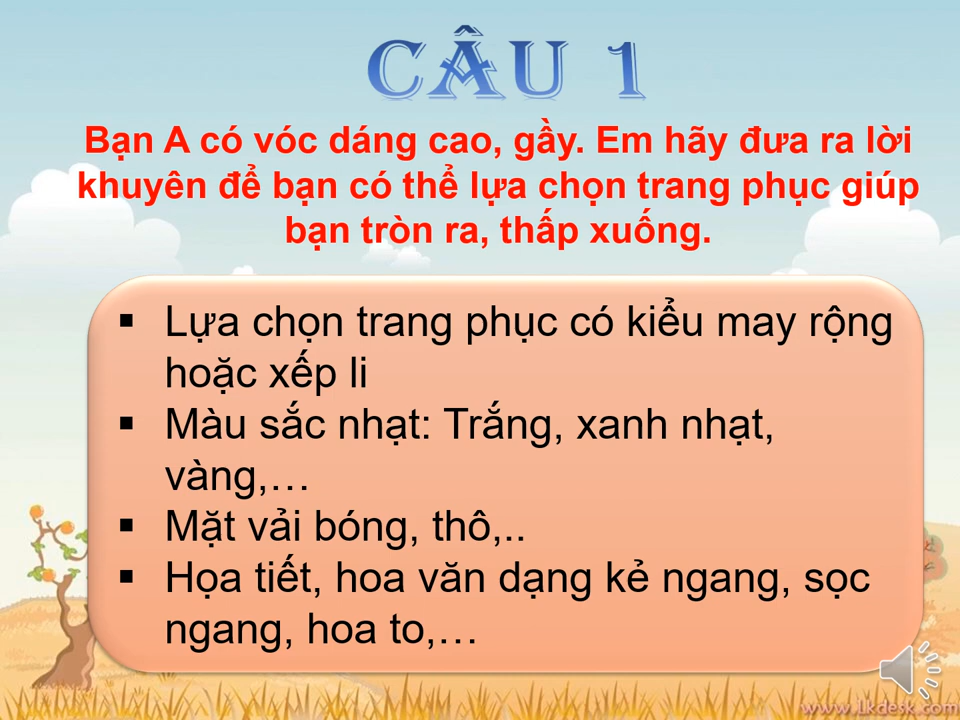 CÂU 1
Bạn A có vóc dáng cao, gầy. Em hãy đưa ra lời
khuyên để bạn có thể lựa chọn trang phục giúp
bạn tròn ra, thấp xuống.
▪ Lựa chọn trang phục có kiểu may rộng
hoặc xếp li
▪ Màu sắc nhạt: Trắng, xanh nhạt,
vàng,…
▪ Mặt vải bóng, thô,..
▪ Họa tiết, hoa văn dạng kẻ ngang, sọc
ngang, hoa to,…
www.1kdesk.com